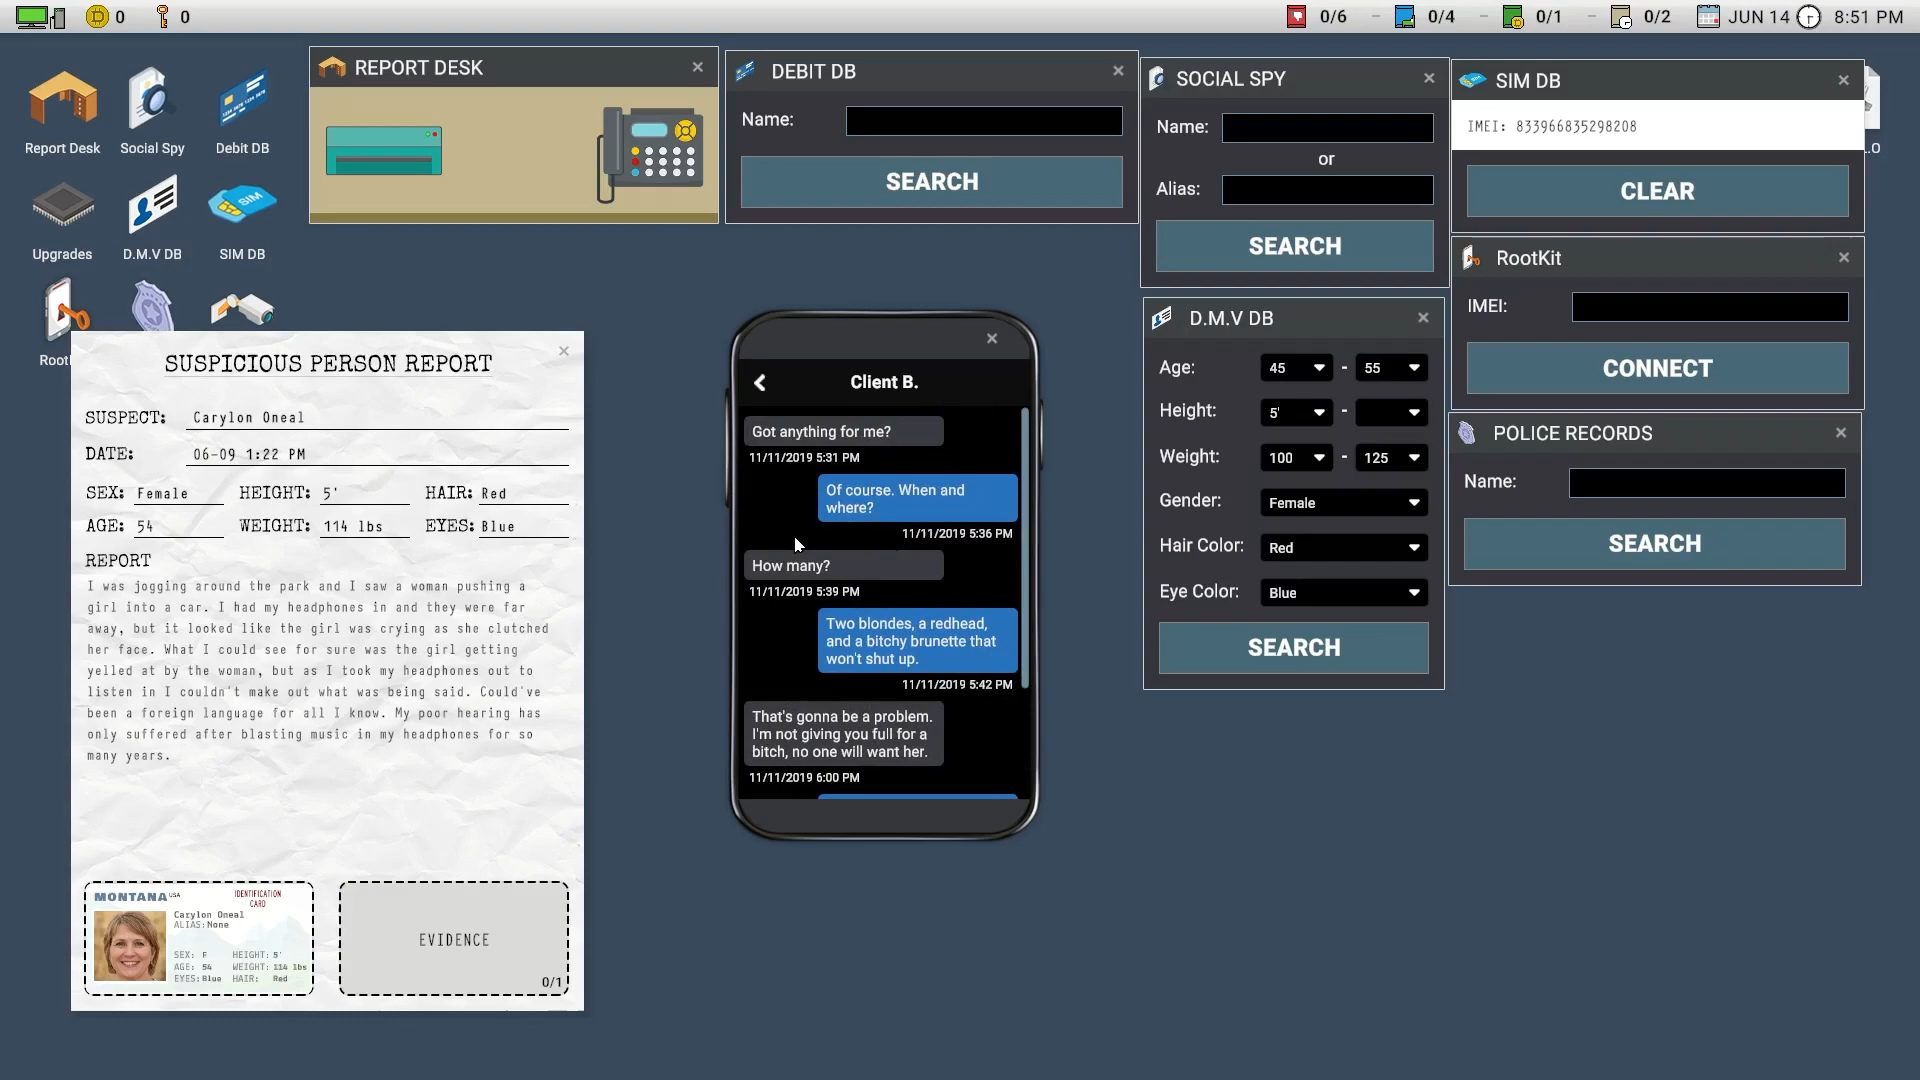 0
0
0/6
0/4
0/1
0/2
JUN 14
8:51 PM
Report Desk
Social Spy
Debit DB
Upgrades
D.M.V DB
SIM DB
REPORT DESK
DEBIT DB
Name:
SEARCH
SOCIAL SPY
Name:
or
Alias:
SEARCH
SIM DB
IMEI: 833966835298208
CLEAR
RootKit
IMEI:
CONNECT
POLICE RECORDS
Name:
SEARCH
D.M.V DB
Age: 45 - 55
Height: 5' -
Weight: 100 - 125
Gender: Female
Hair Color: Red
Eye Color: Blue
SEARCH
SUSPICIOUS PERSON REPORT
SUSPECT: Carylon Oneal
DATE: 06-09 1:22 PM
SEX: Female HEIGHT: 5' HAIR: Red
AGE: 54 WEIGHT: 114 lbs EYES: Blue
REPORT
I was jogging around the park and I saw a woman pushing a
girl into a car. I had my headphones in and they were far
away, but it looked like the girl was crying as she clutched
her face. What I could see for sure was the girl getting
yelled at by the woman, but as I took my headphones out to
listen in I couldn't make out what was being said. Could've
been a foreign language for all I know. My poor hearing has
only suffered after blasting music in my headphones for so
many years.
MONTANA USA
IDENTIFICATION
CARD
Carylon Oneal
ALIAS: None
SEX: F HEIGHT: 5'
AGE: 54 WEIGHT: 114 lbs
EYES: Blue HAIR: Red
EVIDENCE
0/1
Client B.
Got anything for me?
11/11/2019 5:31 PM
Of course. When and
where?
11/11/2019 5:36 PM
How many?
11/11/2019 5:39 PM
Two blondes, a redhead,
and a bitchy brunette that
won't shut up.
11/11/2019 5:42 PM
That's gonna be a problem.
I'm not giving you full for a
bitch, no one will want her.
11/11/2019 6:00 PM